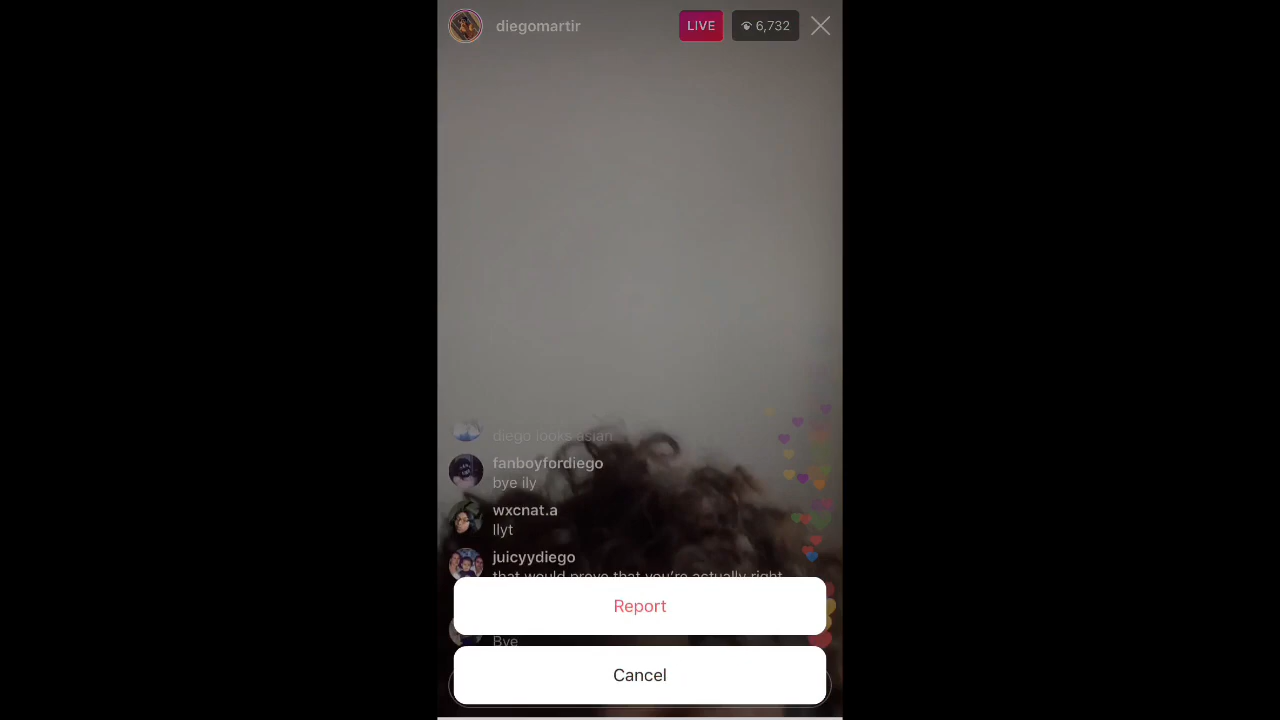 diegomartir
LIVE
6,732
diego looks asian
fanboyfordiego
bye ily
wxcnat.a
llyt
juicyydiego
that would prove that you're actually right
Report
Bye
Cancel